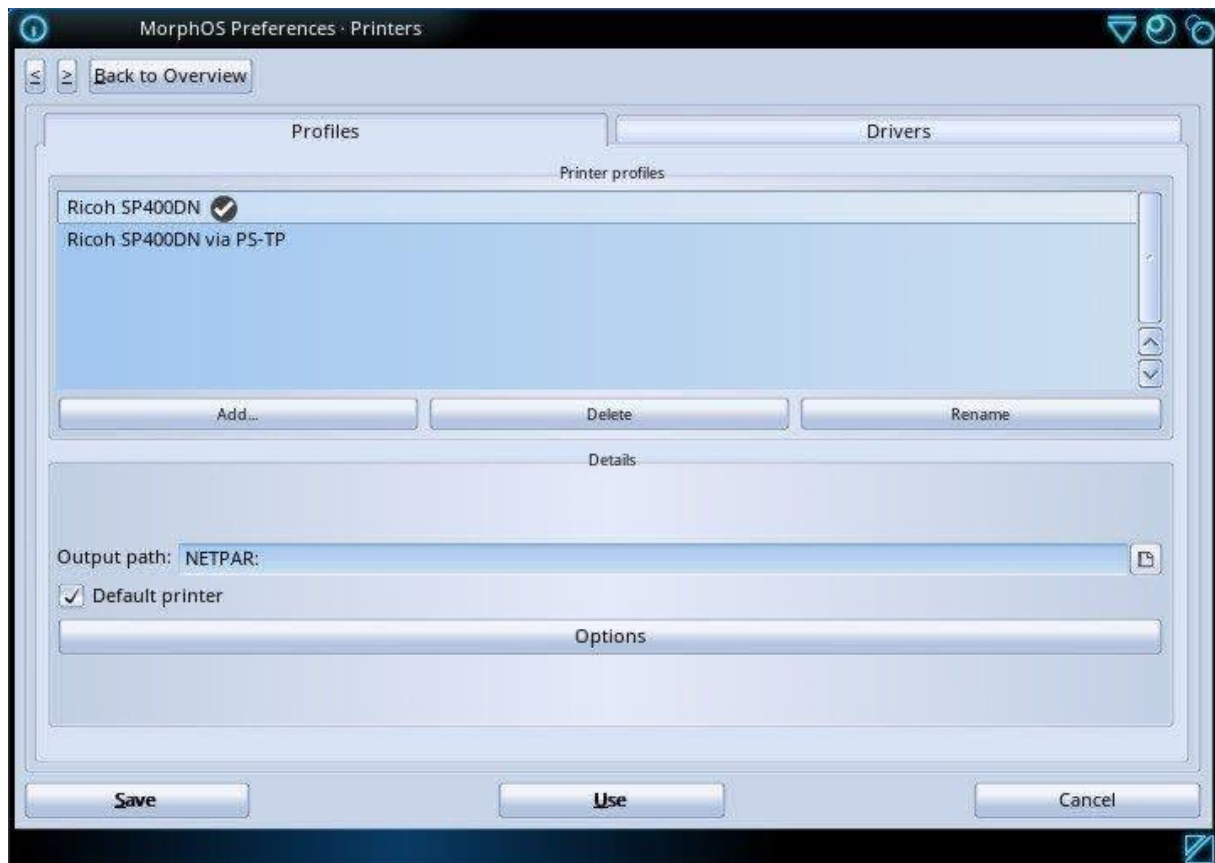 MorphOS Preferences · Printers
≤ ≥ Back to Overview
Profiles Drivers
Printer profiles
Ricoh SP400DN
Ricoh SP400DN via PS-TP
Add... Delete Rename
Details
Output path: NETPAR:
Default printer
Options
Save Use Cancel